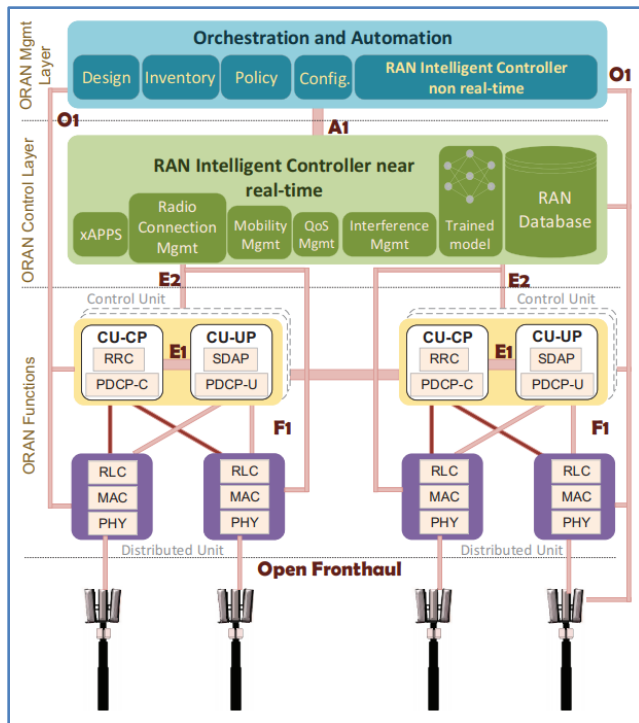 ORAN Mgmt
Layer
Orchestration and Automation
Design
Inventory
Policy
Config.
RAN Intelligent Controller
non real-time
O1
O1
A1
ORAN Control Layer
RAN Intelligent Controller near
real-time
xAPPS
Radio
Connection
Mgmt
Mobility
Mgmt
QoS
Mgmt
Interference
Mgmt
Trained
model
RAN
Database
E2
E2
ORAN Functions
Control Unit
Control Unit
CU-CP
RRC
PDCP-C
E1
CU-UP
SDAP
PDCP-U
CU-CP
RRC
PDCP-C
E1
CU-UP
SDAP
PDCP-U
F1
F1
RLC
MAC
PHY
RLC
MAC
PHY
RLC
MAC
PHY
RLC
MAC
PHY
Distributed Unit
Distributed Unit
Open Fronthaul